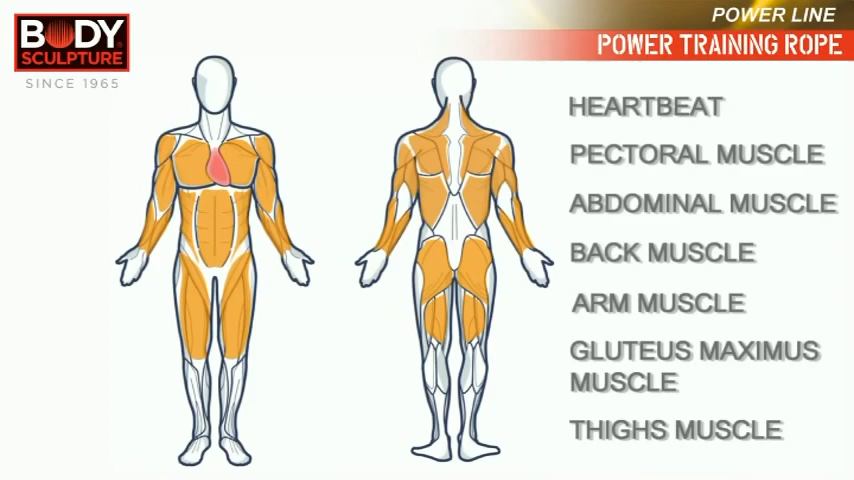 BODY
SCULPTURE®
SINCE 1965
POWER LINE
POWER TRAINING ROPE
HEARTBEAT
PECTORAL MUSCLE
ABDOMINAL MUSCLE
BACK MUSCLE
ARM MUSCLE
GLUTEUS MAXIMUS
MUSCLE
THIGHS MUSCLE